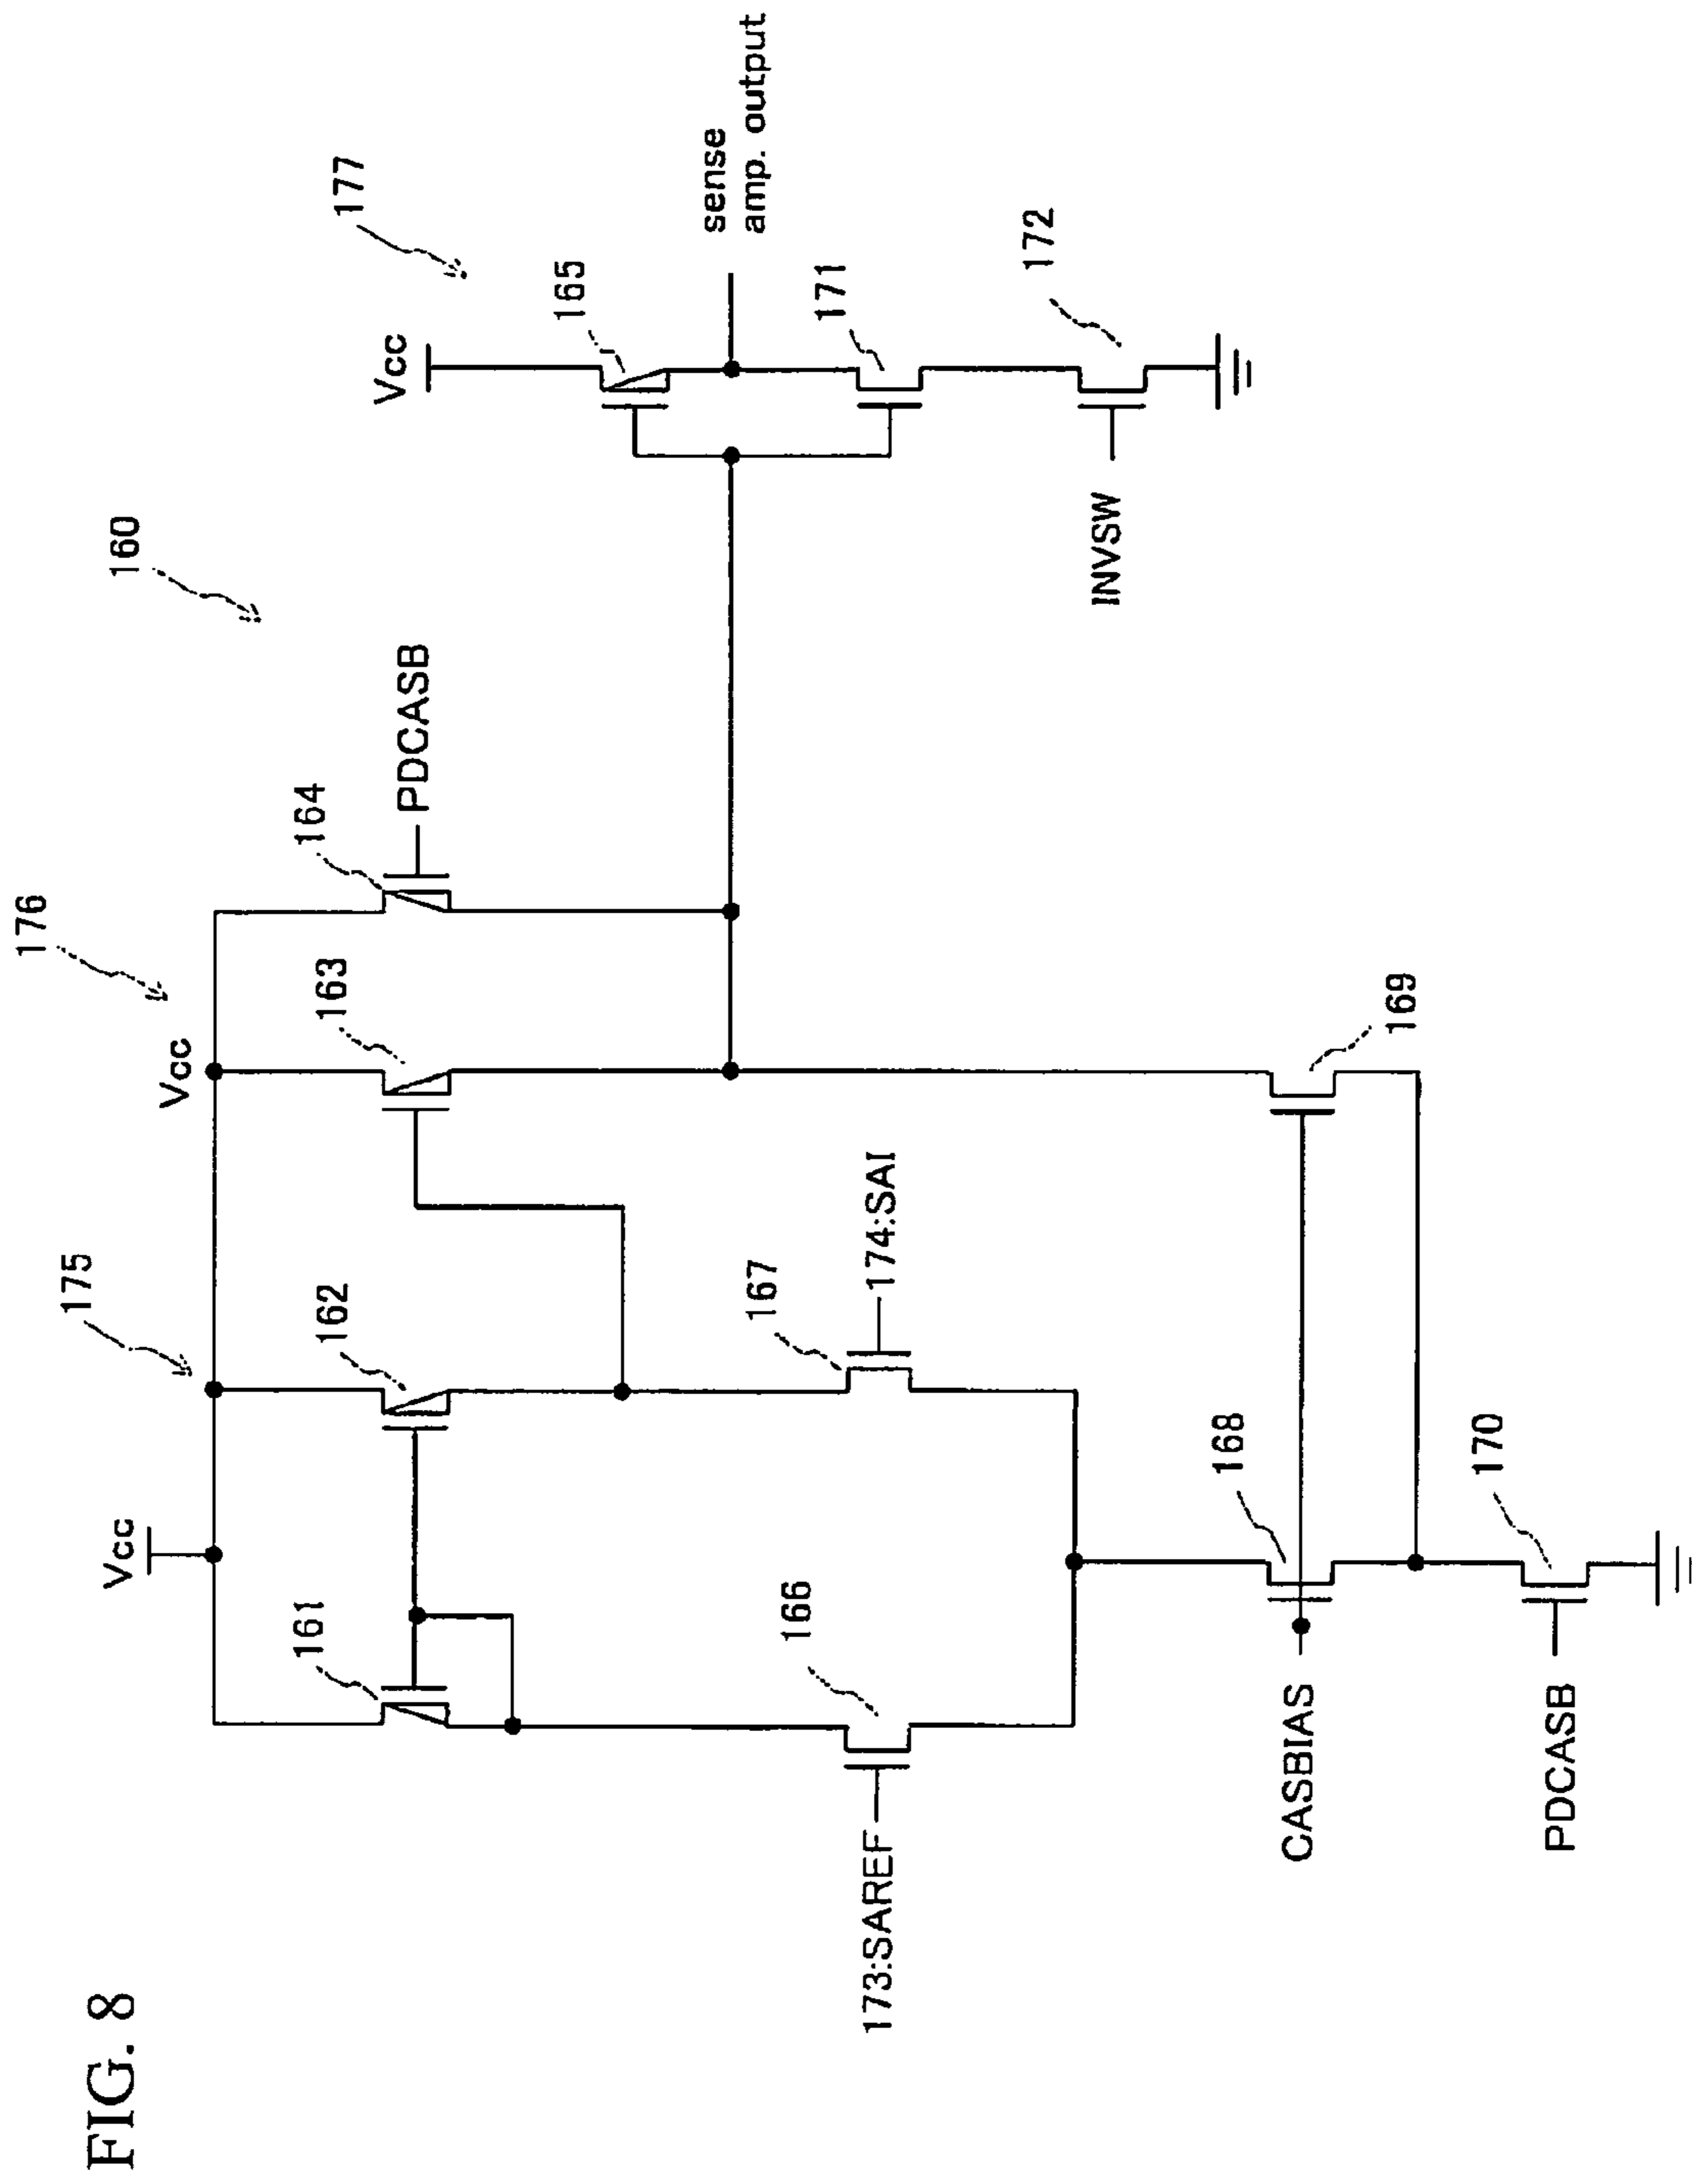 FIG. 8
160
175
176
177
Vcc
Vcc
Vcc
161
162
163
164
PDCASB
165
sense
amp. output
166
167
173:SAREF
174:SAI
171
INVSW
172
CASBIAS
168
169
PDCASB
170